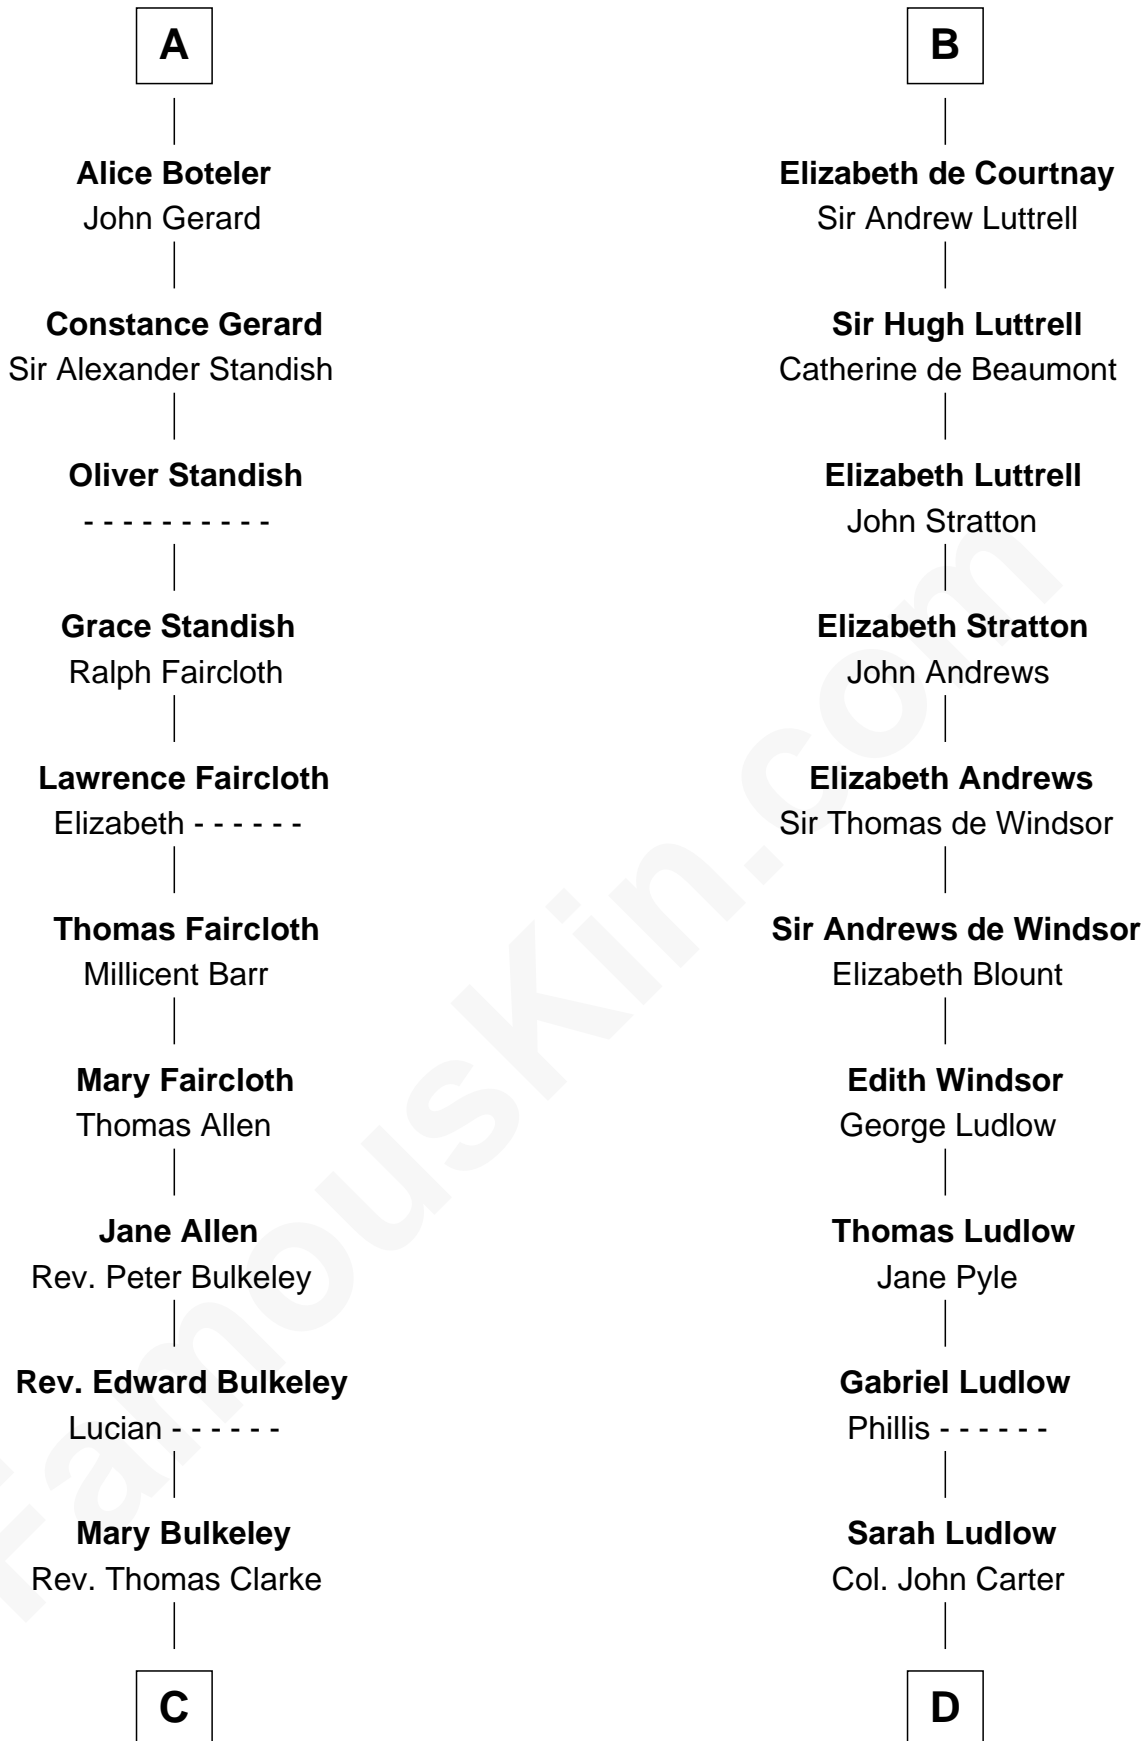 A
Alice Boteler
John Gerard
Constance Gerard
Sir Alexander Standish
Oliver Standish
- - - - - - - - - -
Grace Standish
Ralph Faircloth
Lawrence Faircloth
Elizabeth - - - - - -
Thomas Faircloth
Millicent Barr
Mary Faircloth
Thomas Allen
Jane Allen
Rev. Peter Bulkeley
Rev. Edward Bulkeley
Lucian - - - - - -
Mary Bulkeley
Rev. Thomas Clarke
C
B
Elizabeth de Courtnay
Sir Andrew Luttrell
Sir Hugh Luttrell
Catherine de Beaumont
Elizabeth Luttrell
John Stratton
Elizabeth Stratton
John Andrews
Elizabeth Andrews
Sir Thomas de Windsor
Sir Andrews de Windsor
Elizabeth Blount
Edith Windsor
George Ludlow
Thomas Ludlow
Jane Pyle
Gabriel Ludlow
Phillis - - - - - -
Sarah Ludlow
Col. John Carter
D
FamousKin.com